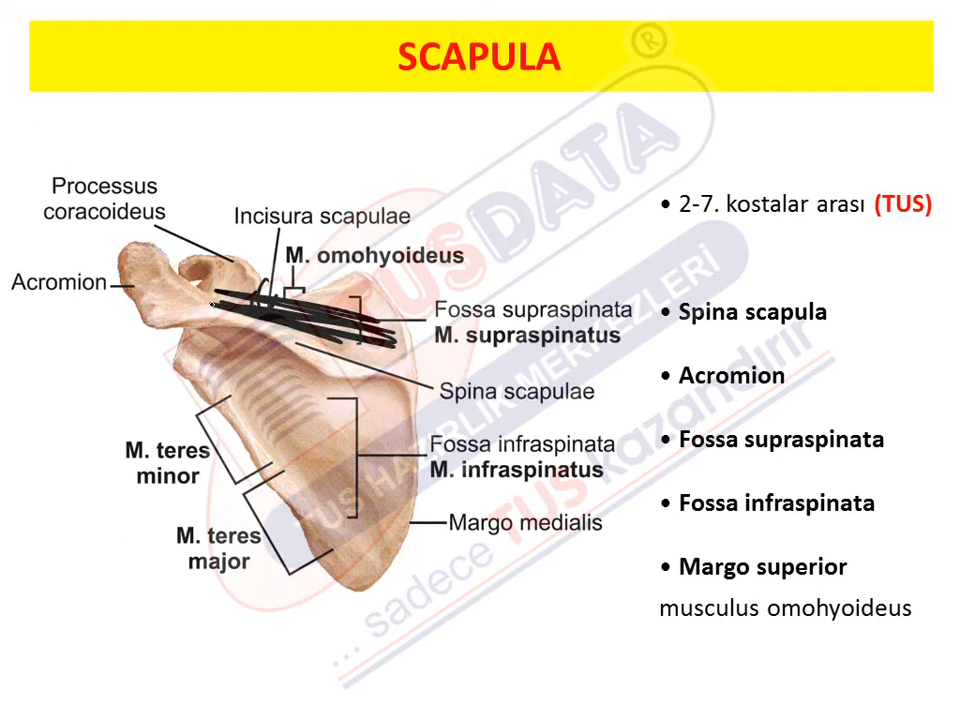 SCAPULA
®
TUSDATA
TUS HAZIRLIK MERKEZLERİ
... sadece TUS kazandırır
Processus
coracoideus
Incisura scapulae
M. omohyoideus
Acromion
Fossa supraspinata
M. supraspinatus
Spina scapulae
M. teres
minor
Fossa infraspinata
M. infraspinatus
Margo medialis
M. teres
major
• 2-7. kostalar arası (TUS)
• Spina scapula
• Acromion
• Fossa supraspinata
• Fossa infraspinata
• Margo superior
musculus omohyoideus